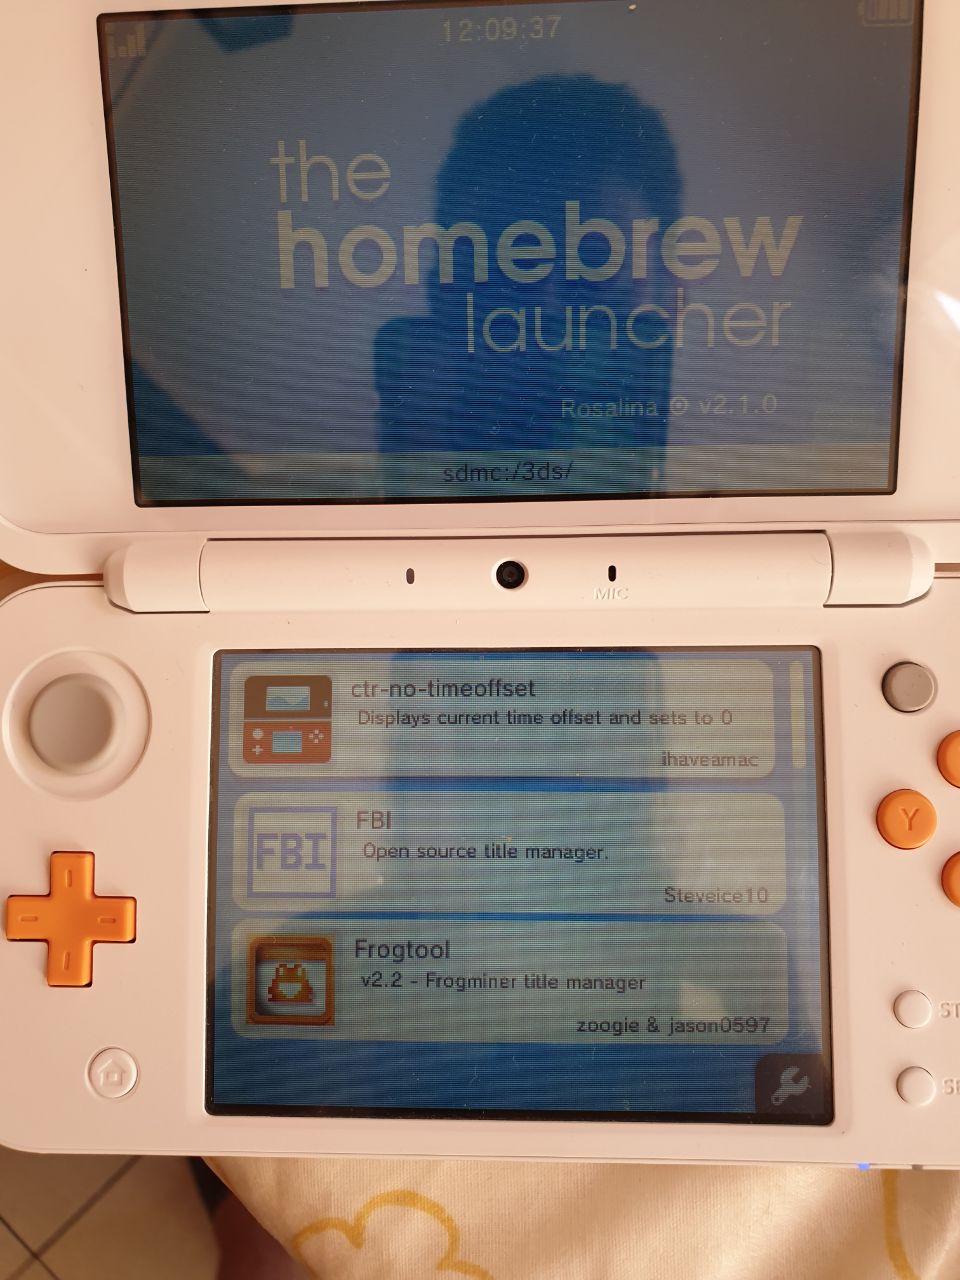 12:09:37
the
homebrew
launcher
Rosalina v2.1.0
sdmc:/3ds/
MIC
ctr-no-timeoffset
Displays current time offset and sets to 0
ihaveamac
FBI
FBI
Open source title manager.
Steveice10
Frogtool
v2.2 - Frogminer title manager
zoogie & jason0597
Y
ST
SE